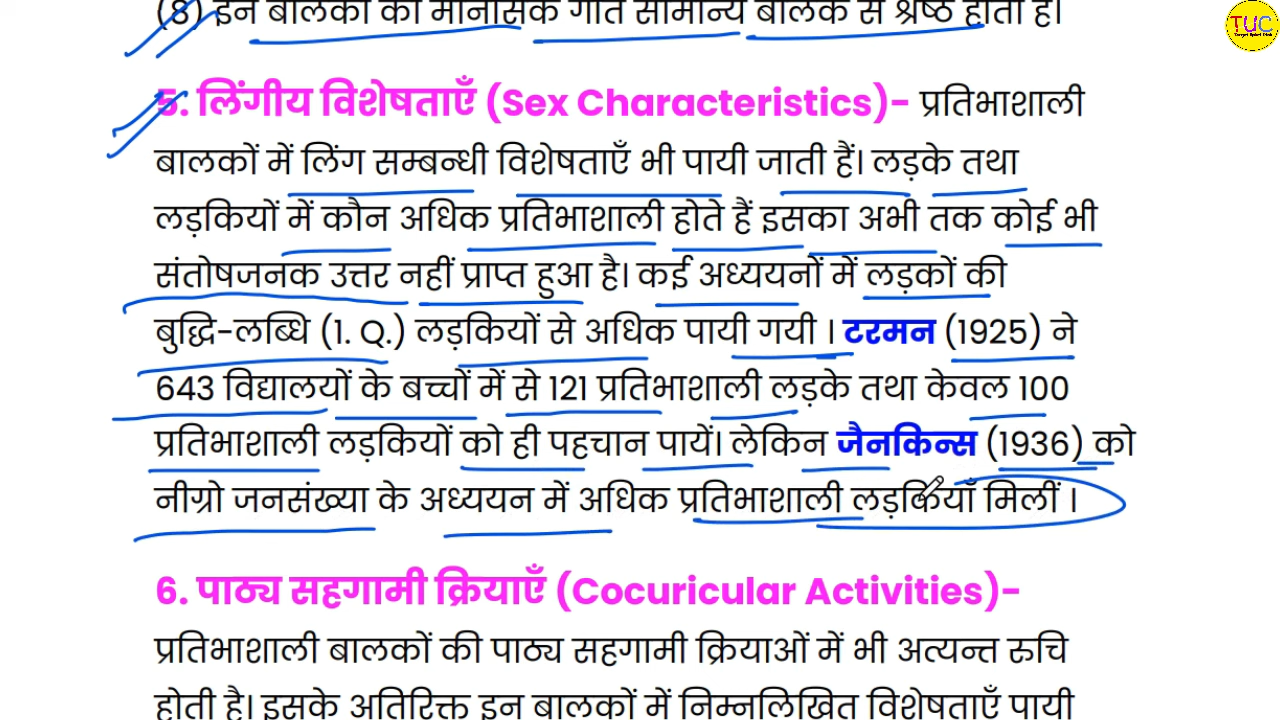 (8) इन बालकों की मानसिक गति सामान्य बालक से श्रेष्ठ होती है।
TUC
5. लिंगीय विशेषताएँ (Sex Characteristics)- प्रतिभाशाली
बालकों में लिंग सम्बन्धी विशेषताएँ भी पायी जाती हैं। लड़के तथा
लड़कियों में कौन अधिक प्रतिभाशाली होते हैं इसका अभी तक कोई भी
संतोषजनक उत्तर नहीं प्राप्त हुआ है। कई अध्ययनों में लड़कों की
बुद्धि-लब्धि (1. Q.) लड़कियों से अधिक पायी गयी । टरमन (1925) ने
643 विद्यालयों के बच्चों में से 121 प्रतिभाशाली लड़के तथा केवल 100
प्रतिभाशाली लड़कियों को ही पहचान पायें। लेकिन जैनकिन्स (1936) को
नीग्रो जनसंख्या के अध्ययन में अधिक प्रतिभाशाली लड़कियाँ मिलीं ।
6. पाठ्य सहगामी क्रियाएँ (Cocuricular Activities)-
प्रतिभाशाली बालकों की पाठ्य सहगामी क्रियाओं में भी अत्यन्त रुचि
होती है। इसके अतिरिक्त इन बालकों में निम्नलिखित विशेषताएँ पायी